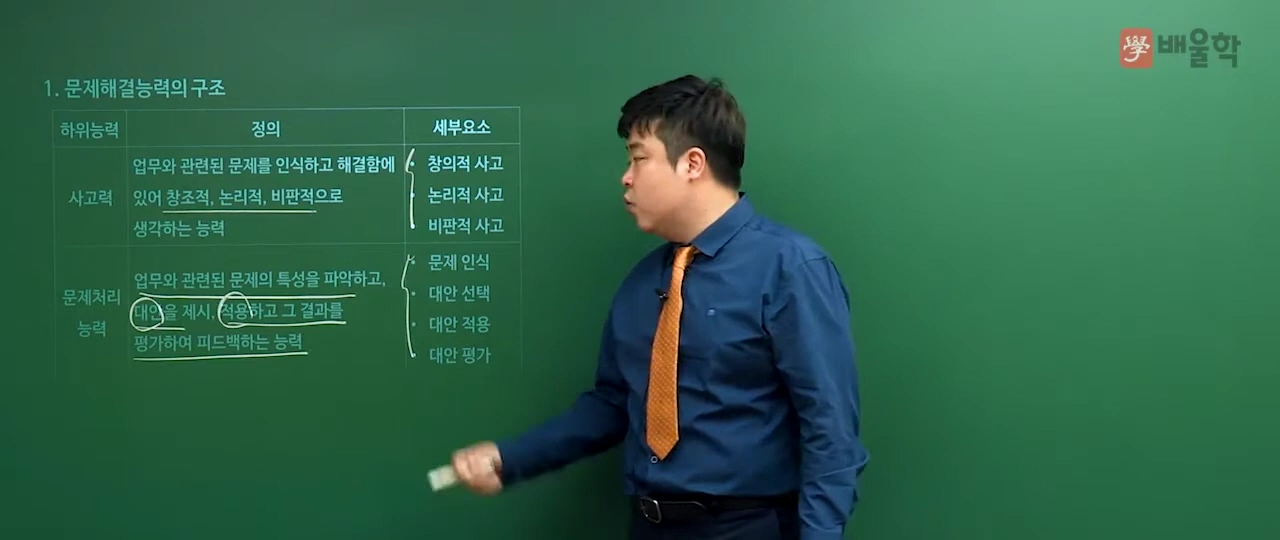 學 배울학
1. 문제해결능력의 구조
하위능력 정의 세부요소
업무와 관련된 문제를 인식하고 해결함에
사고력 있어 창조적, 논리적, 비판적으로
생각하는 능력
· 창의적 사고
· 논리적 사고
· 비판적 사고
문제처리
능력
업무와 관련된 문제의 특성을 파악하고,
대안을 제시, 적용하고 그 결과를
평가하여 피드백하는 능력
· 문제 인식
· 대안 선택
· 대안 적용
· 대안 평가